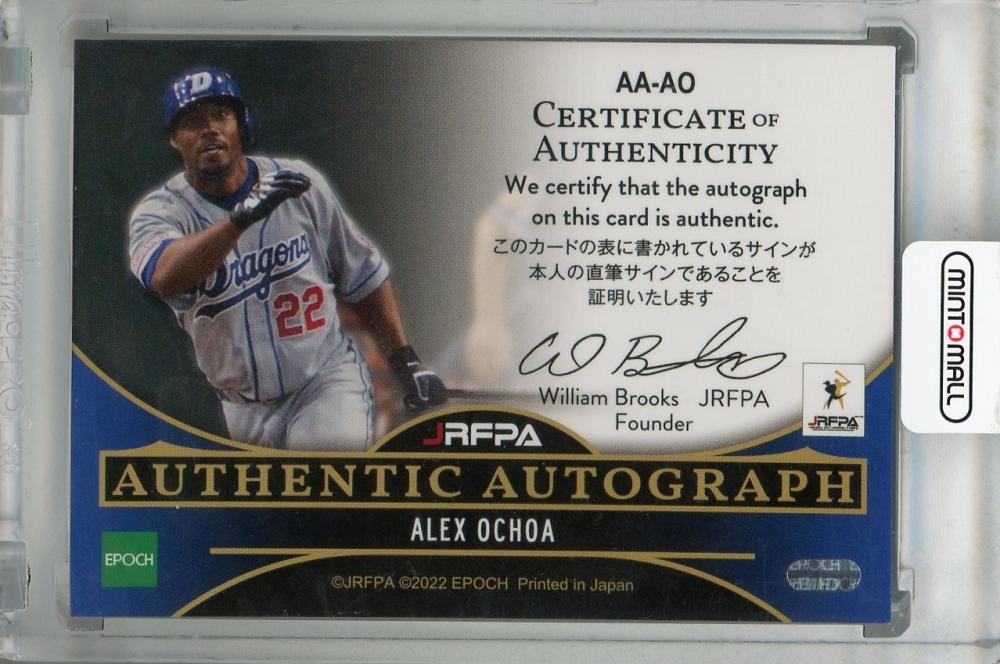 AA-AO
CERTIFICATE OF
AUTHENTICITY
We certify that the autograph
on this card is authentic.
このカードの表に書かれているサインが
本人の直筆サインであることを
証明いたします
William Brooks JRFPA
Founder
JRFPA
D
Dragons
22
JRFPA
AUTHENTIC AUTOGRAPH
ALEX OCHOA
EPOCH
©JRFPA ©2022 EPOCH Printed in Japan
MINTMALL